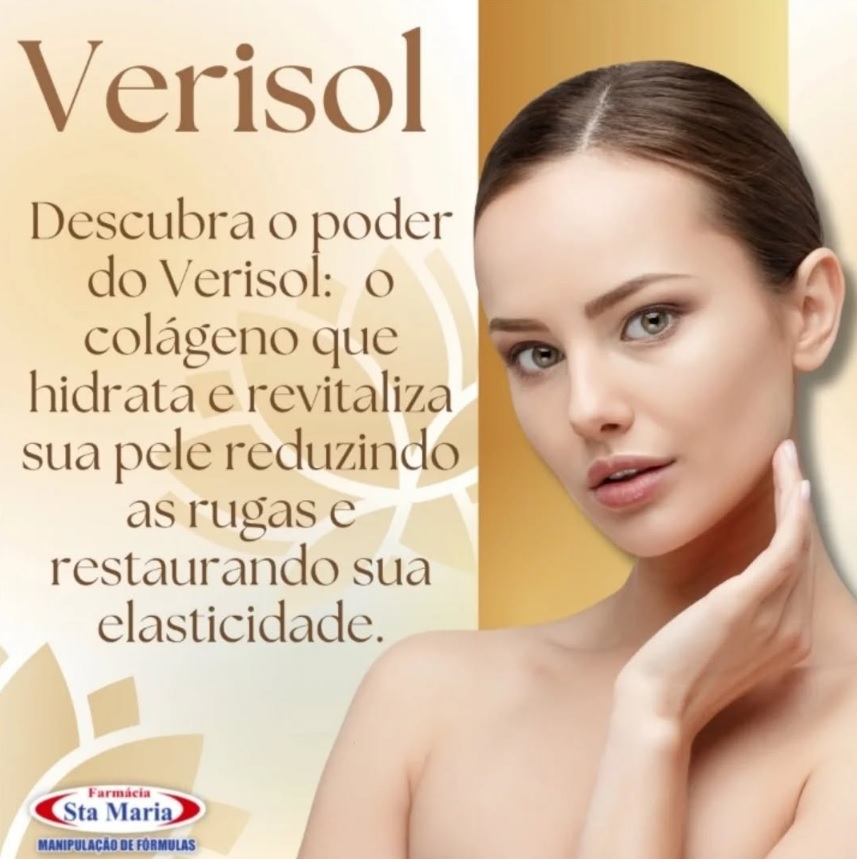 Verisol
Descubra o poder
do Verisol: o
colágeno que
hidrata e revitaliza
sua pele reduzindo
as rugas e
restaurando sua
elasticidade.
Farmácia
Sta Maria
MANIPULAÇÃO DE FÓRMULAS